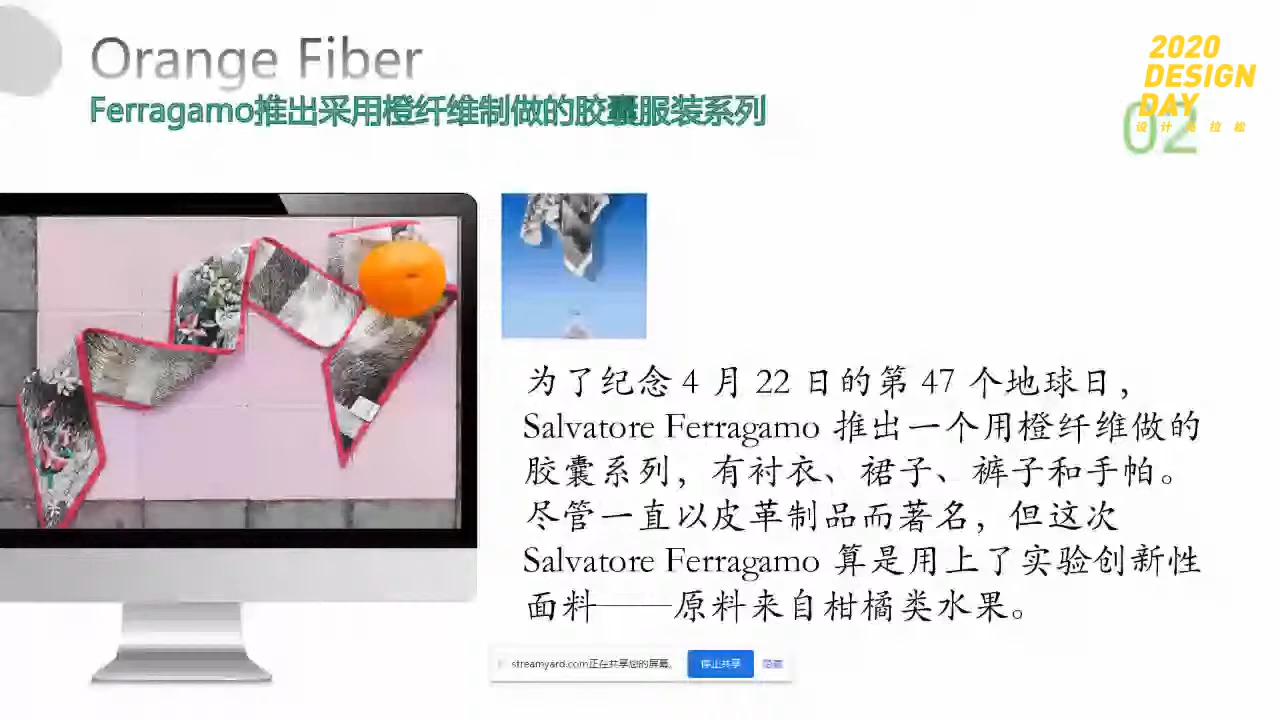 Orange Fiber
Ferragamo推出采用橙纤维制做的胶囊服装系列
2020
DESIGN
DAY
设计马拉松
02
为了纪念 4 月 22 日的第 47 个地球日，
Salvatore Ferragamo 推出一个用橙纤维做的
胶囊系列，有衬衣、裙子、裤子和手帕。
尽管一直以皮革制品而著名，但这次
Salvatore Ferragamo 算是用上了实验创新性
面料——原料来自柑橘类水果。
streamyard.com正在共享您的屏幕。
停止共享
隐藏